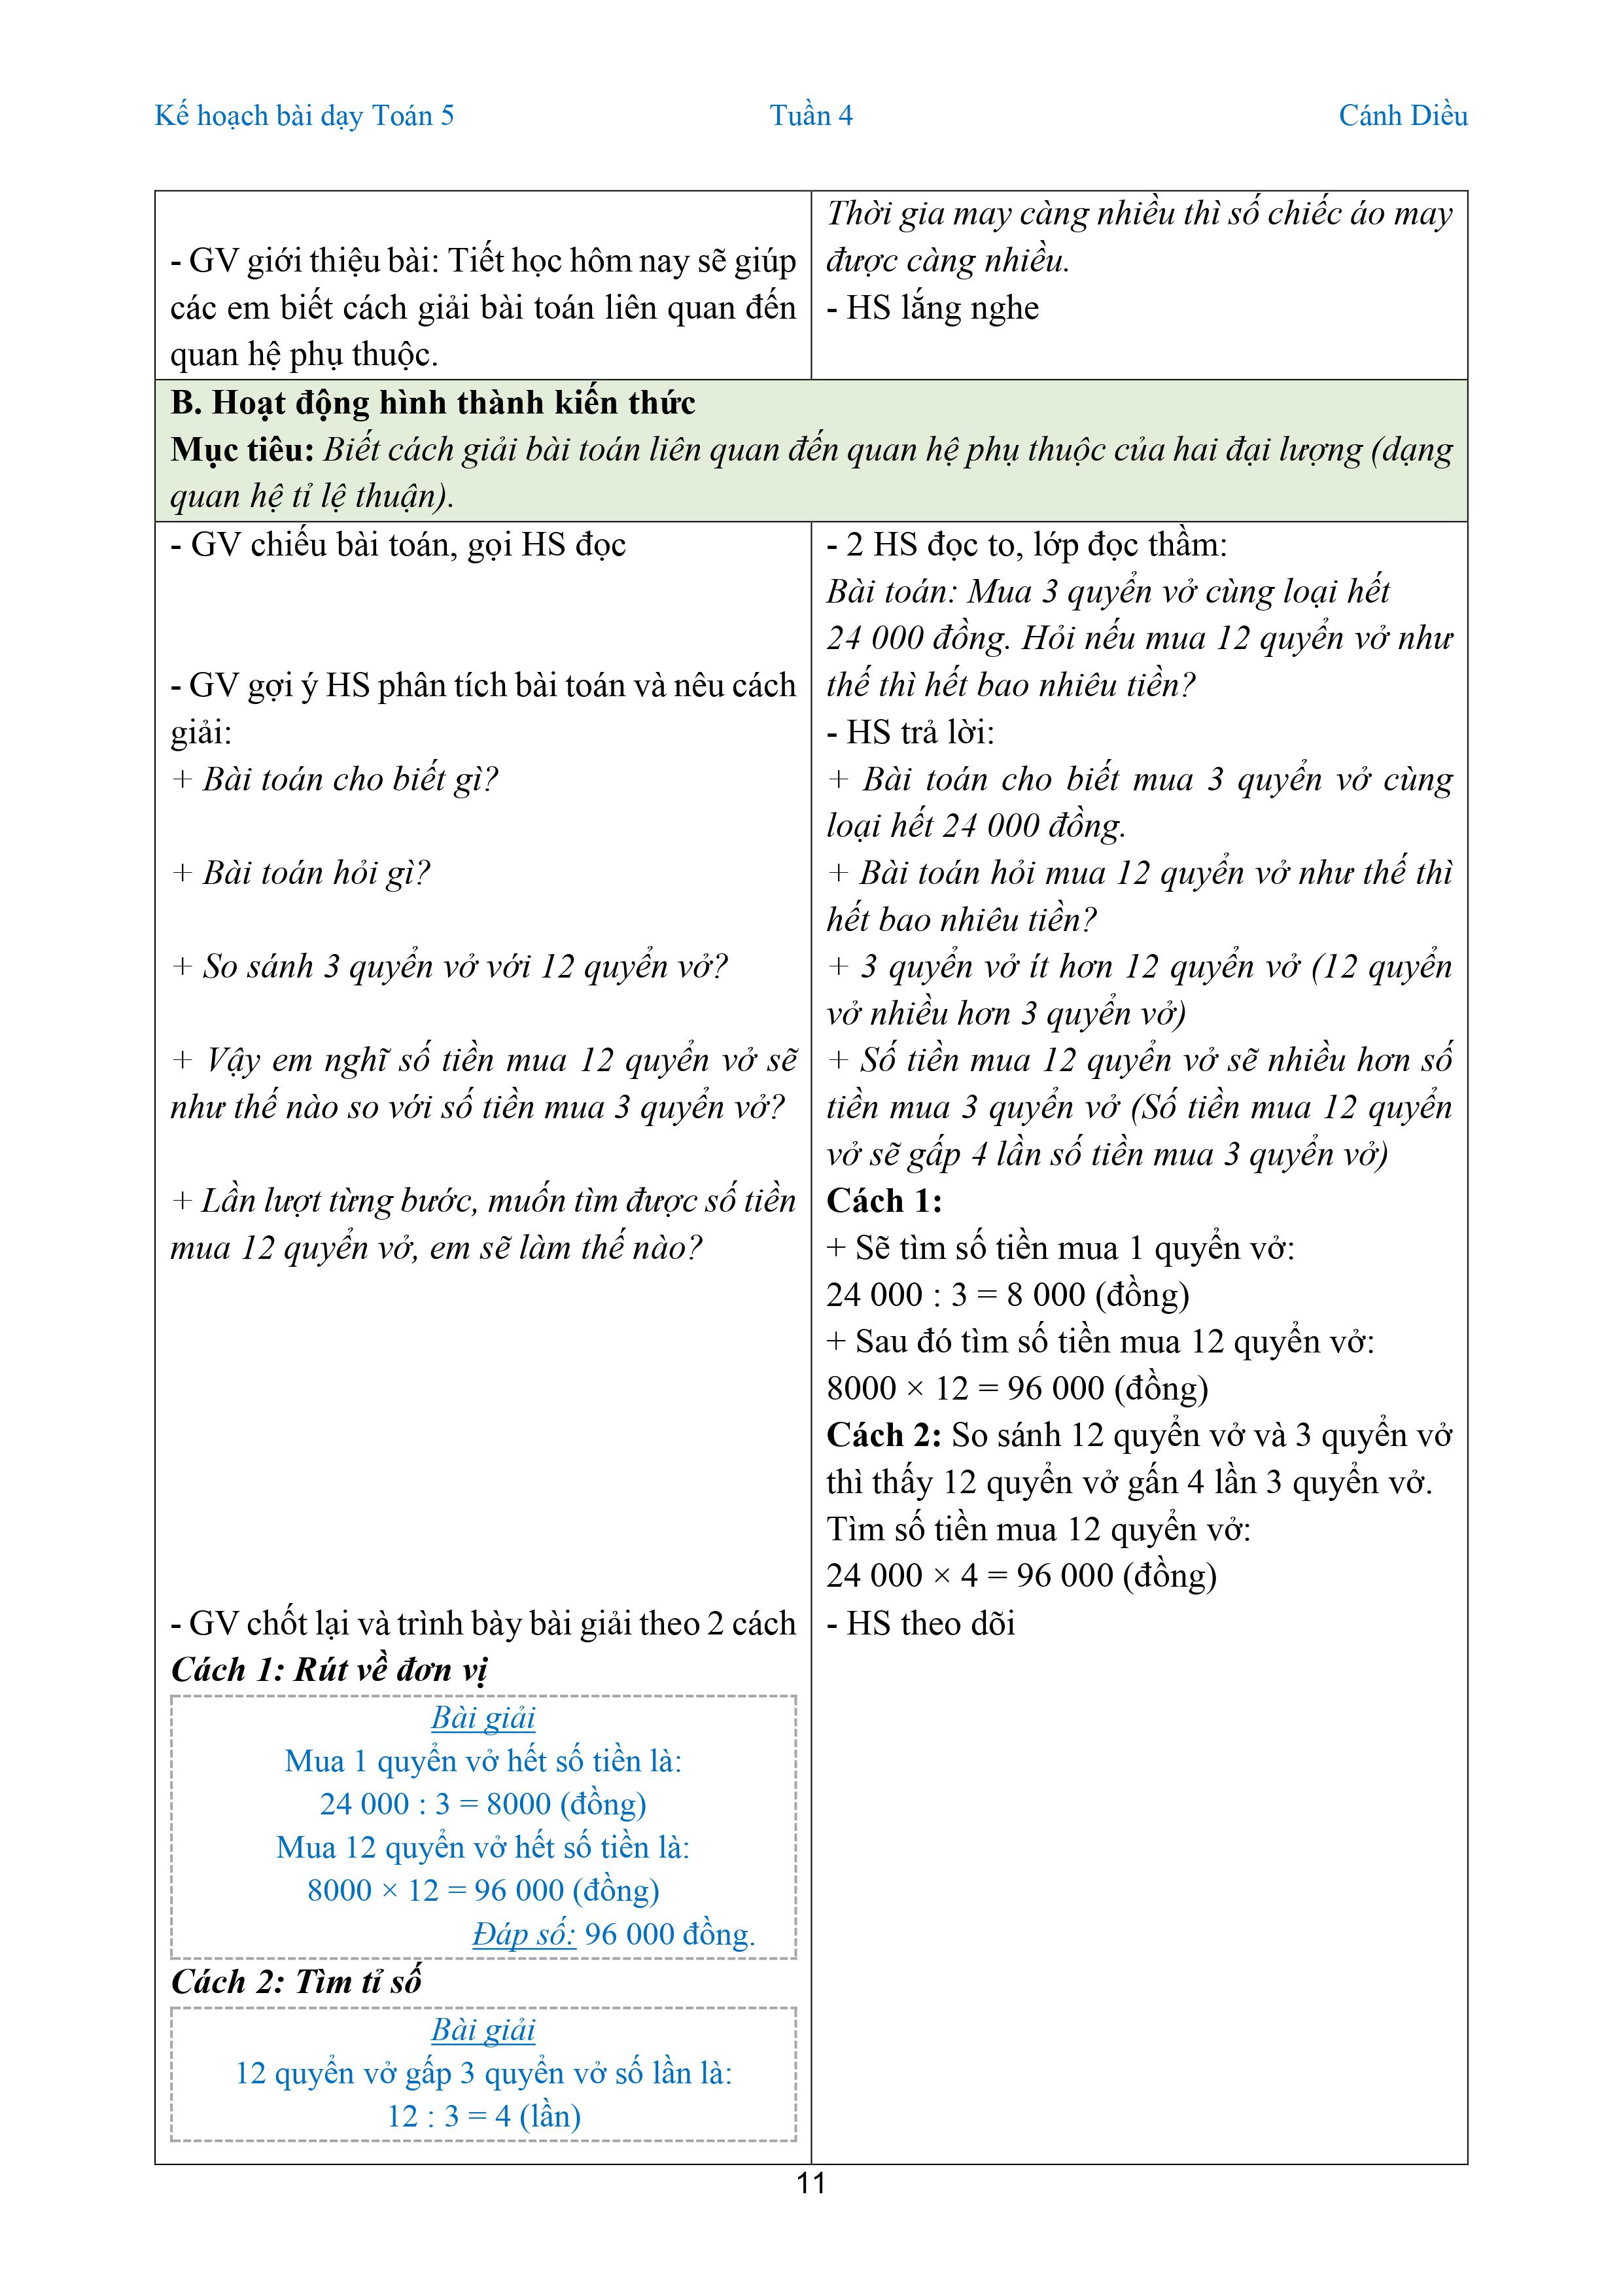 Kế hoạch bài dạy Toán 5 Tuần 4 Cánh Diều
- GV giới thiệu bài: Tiết học hôm nay sẽ giúp
các em biết cách giải bài toán liên quan đến
quan hệ phụ thuộc.
Thời gia may càng nhiều thì số chiếc áo may
được càng nhiều.
- HS lắng nghe
B. Hoạt động hình thành kiến thức
Mục tiêu: Biết cách giải bài toán liên quan đến quan hệ phụ thuộc của hai đại lượng (dạng
quan hệ tỉ lệ thuận).
- GV chiếu bài toán, gọi HS đọc
- GV gợi ý HS phân tích bài toán và nêu cách
giải:
+ Bài toán cho biết gì?
+ Bài toán hỏi gì?
+ So sánh 3 quyển vở với 12 quyển vở?
+ Vậy em nghĩ số tiền mua 12 quyển vở sẽ
như thế nào so với số tiền mua 3 quyển vở?
+ Lần lượt từng bước, muốn tìm được số tiền
mua 12 quyển vở, em sẽ làm thế nào?
- GV chốt lại và trình bày bài giải theo 2 cách
Cách 1: Rút về đơn vị
Bài giải
Mua 1 quyển vở hết số tiền là:
24 000 : 3 = 8000 (đồng)
Mua 12 quyển vở hết số tiền là:
8000 × 12 = 96 000 (đồng)
Đáp số: 96 000 đồng.
Cách 2: Tìm tỉ số
Bài giải
12 quyển vở gấp 3 quyển vở số lần là:
12 : 3 = 4 (lần)
- 2 HS đọc to, lớp đọc thầm:
Bài toán: Mua 3 quyển vở cùng loại hết
24 000 đồng. Hỏi nếu mua 12 quyển vở như
thế thì hết bao nhiêu tiền?
- HS trả lời:
+ Bài toán cho biết mua 3 quyển vở cùng
loại hết 24 000 đồng.
+ Bài toán hỏi mua 12 quyển vở như thế thì
hết bao nhiêu tiền?
+ 3 quyển vở ít hơn 12 quyển vở (12 quyển
vở nhiều hơn 3 quyển vở)
+ Số tiền mua 12 quyển vở sẽ nhiều hơn số
tiền mua 3 quyển vở (Số tiền mua 12 quyển
vở sẽ gấp 4 lần số tiền mua 3 quyển vở)
Cách 1:
+ Sẽ tìm số tiền mua 1 quyển vở:
24 000 : 3 = 8 000 (đồng)
+ Sau đó tìm số tiền mua 12 quyển vở:
8000 × 12 = 96 000 (đồng)
Cách 2: So sánh 12 quyển vở và 3 quyển vở
thì thấy 12 quyển vở gấn 4 lần 3 quyển vở.
Tìm số tiền mua 12 quyển vở:
24 000 × 4 = 96 000 (đồng)
- HS theo dõi
11